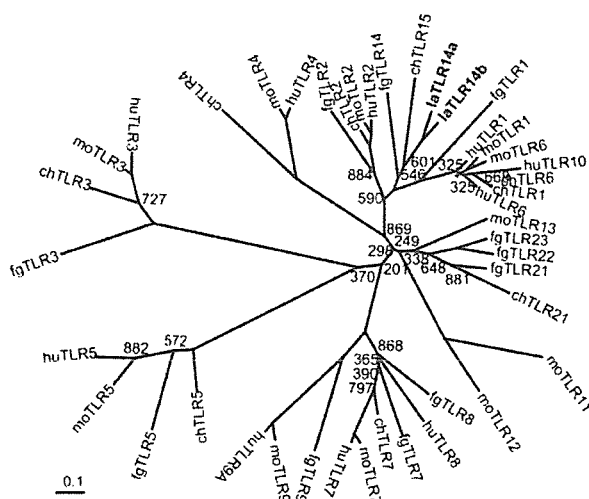 chTLR4
moTLR4
huTLR4
fgTLR2
chTLR2
moTLR2
huTLR2
fgTLR14
chTLR15
laTLR14a
laTLR14b
fgTLR1
huTLR1
moTLR1
moTLR6
huTLR10
chTLR1
huTLR6
884
590
601
546
325
325
huTLR3
moTLR3
chTLR3
727
fgTLR3
869
249
296
338
201
370
648
881
moTLR13
fgTLR23
fgTLR22
fgTLR21
chTLR21
huTLR5
882
572
moTLR5
fgTLR5
chTLR5
868
365
390
797
moTLR11
moTLR12
fgTLR8
huTLR8
fgTLR7
chTLR7
huTLR7
huTLR9A
0.1